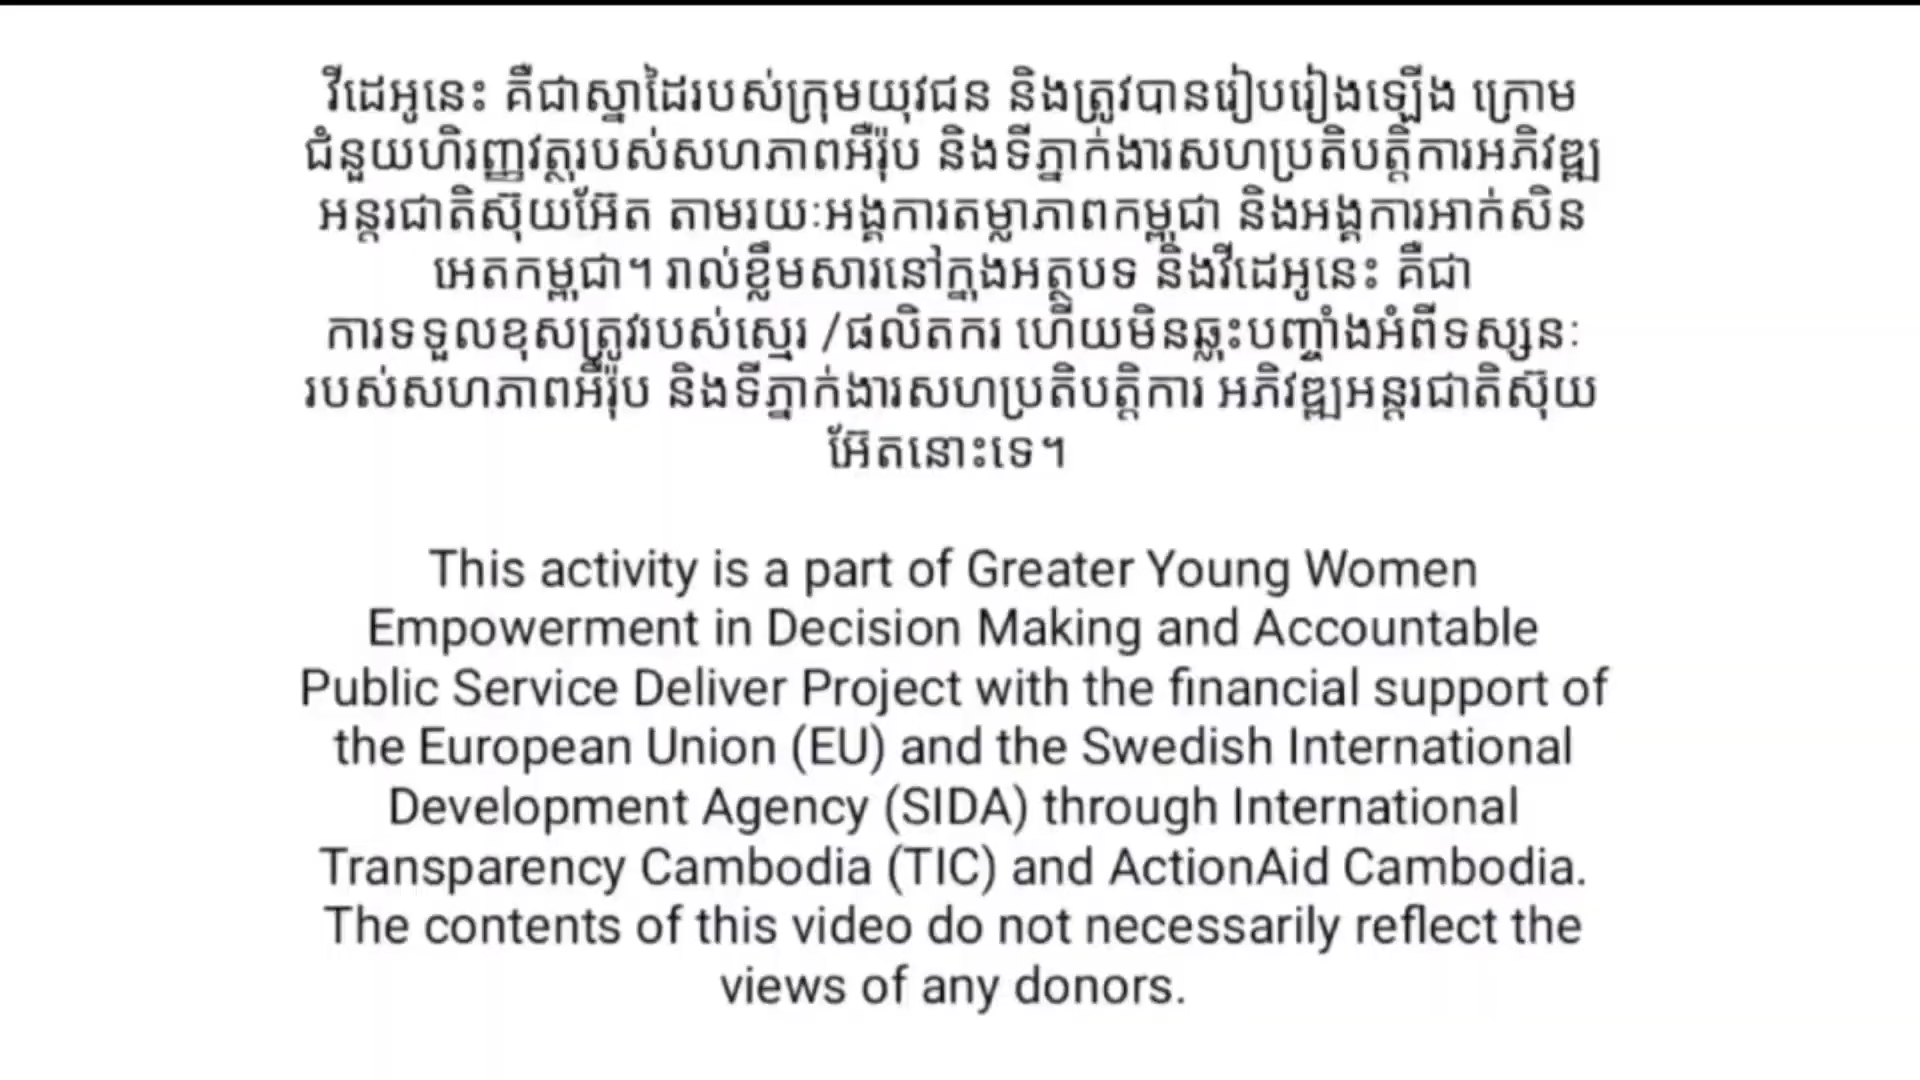 វីដេអូនេះ គឺជាស្នាដៃរបស់ក្រុមយុវជន និងត្រូវបានរៀបរៀងឡើង ក្រោម
ជំនួយហិរញ្ញវត្ថុរបស់សហភាពអឺរ៉ុប និងទីភ្នាក់ងារសហប្រតិបត្តិការអភិវឌ្ឍ
អន្តរជាតិស៊ុយអ៊ែត តាមរយៈអង្គការតម្លាភាពកម្ពុជា និងអង្គការអាក់សិន
អេតកម្ពុជា។ រាល់ខ្លឹមសារនៅក្នុងអត្ថបទ និងវីដេអូនេះ គឺជា
ការទទួលខុសត្រូវរបស់ស្មេរ /ផលិតករ ហើយមិនឆ្លុះបញ្ចាំងអំពីទស្សនៈ
របស់សហភាពអឺរ៉ុប និងទីភ្នាក់ងារសហប្រតិបត្តិការ អភិវឌ្ឍអន្តរជាតិស៊ុយ
អ៊ែតនោះទេ។
This activity is a part of Greater Young Women
Empowerment in Decision Making and Accountable
Public Service Deliver Project with the financial support of
the European Union (EU) and the Swedish International
Development Agency (SIDA) through International
Transparency Cambodia (TIC) and ActionAid Cambodia.
The contents of this video do not necessarily reflect the
views of any donors.